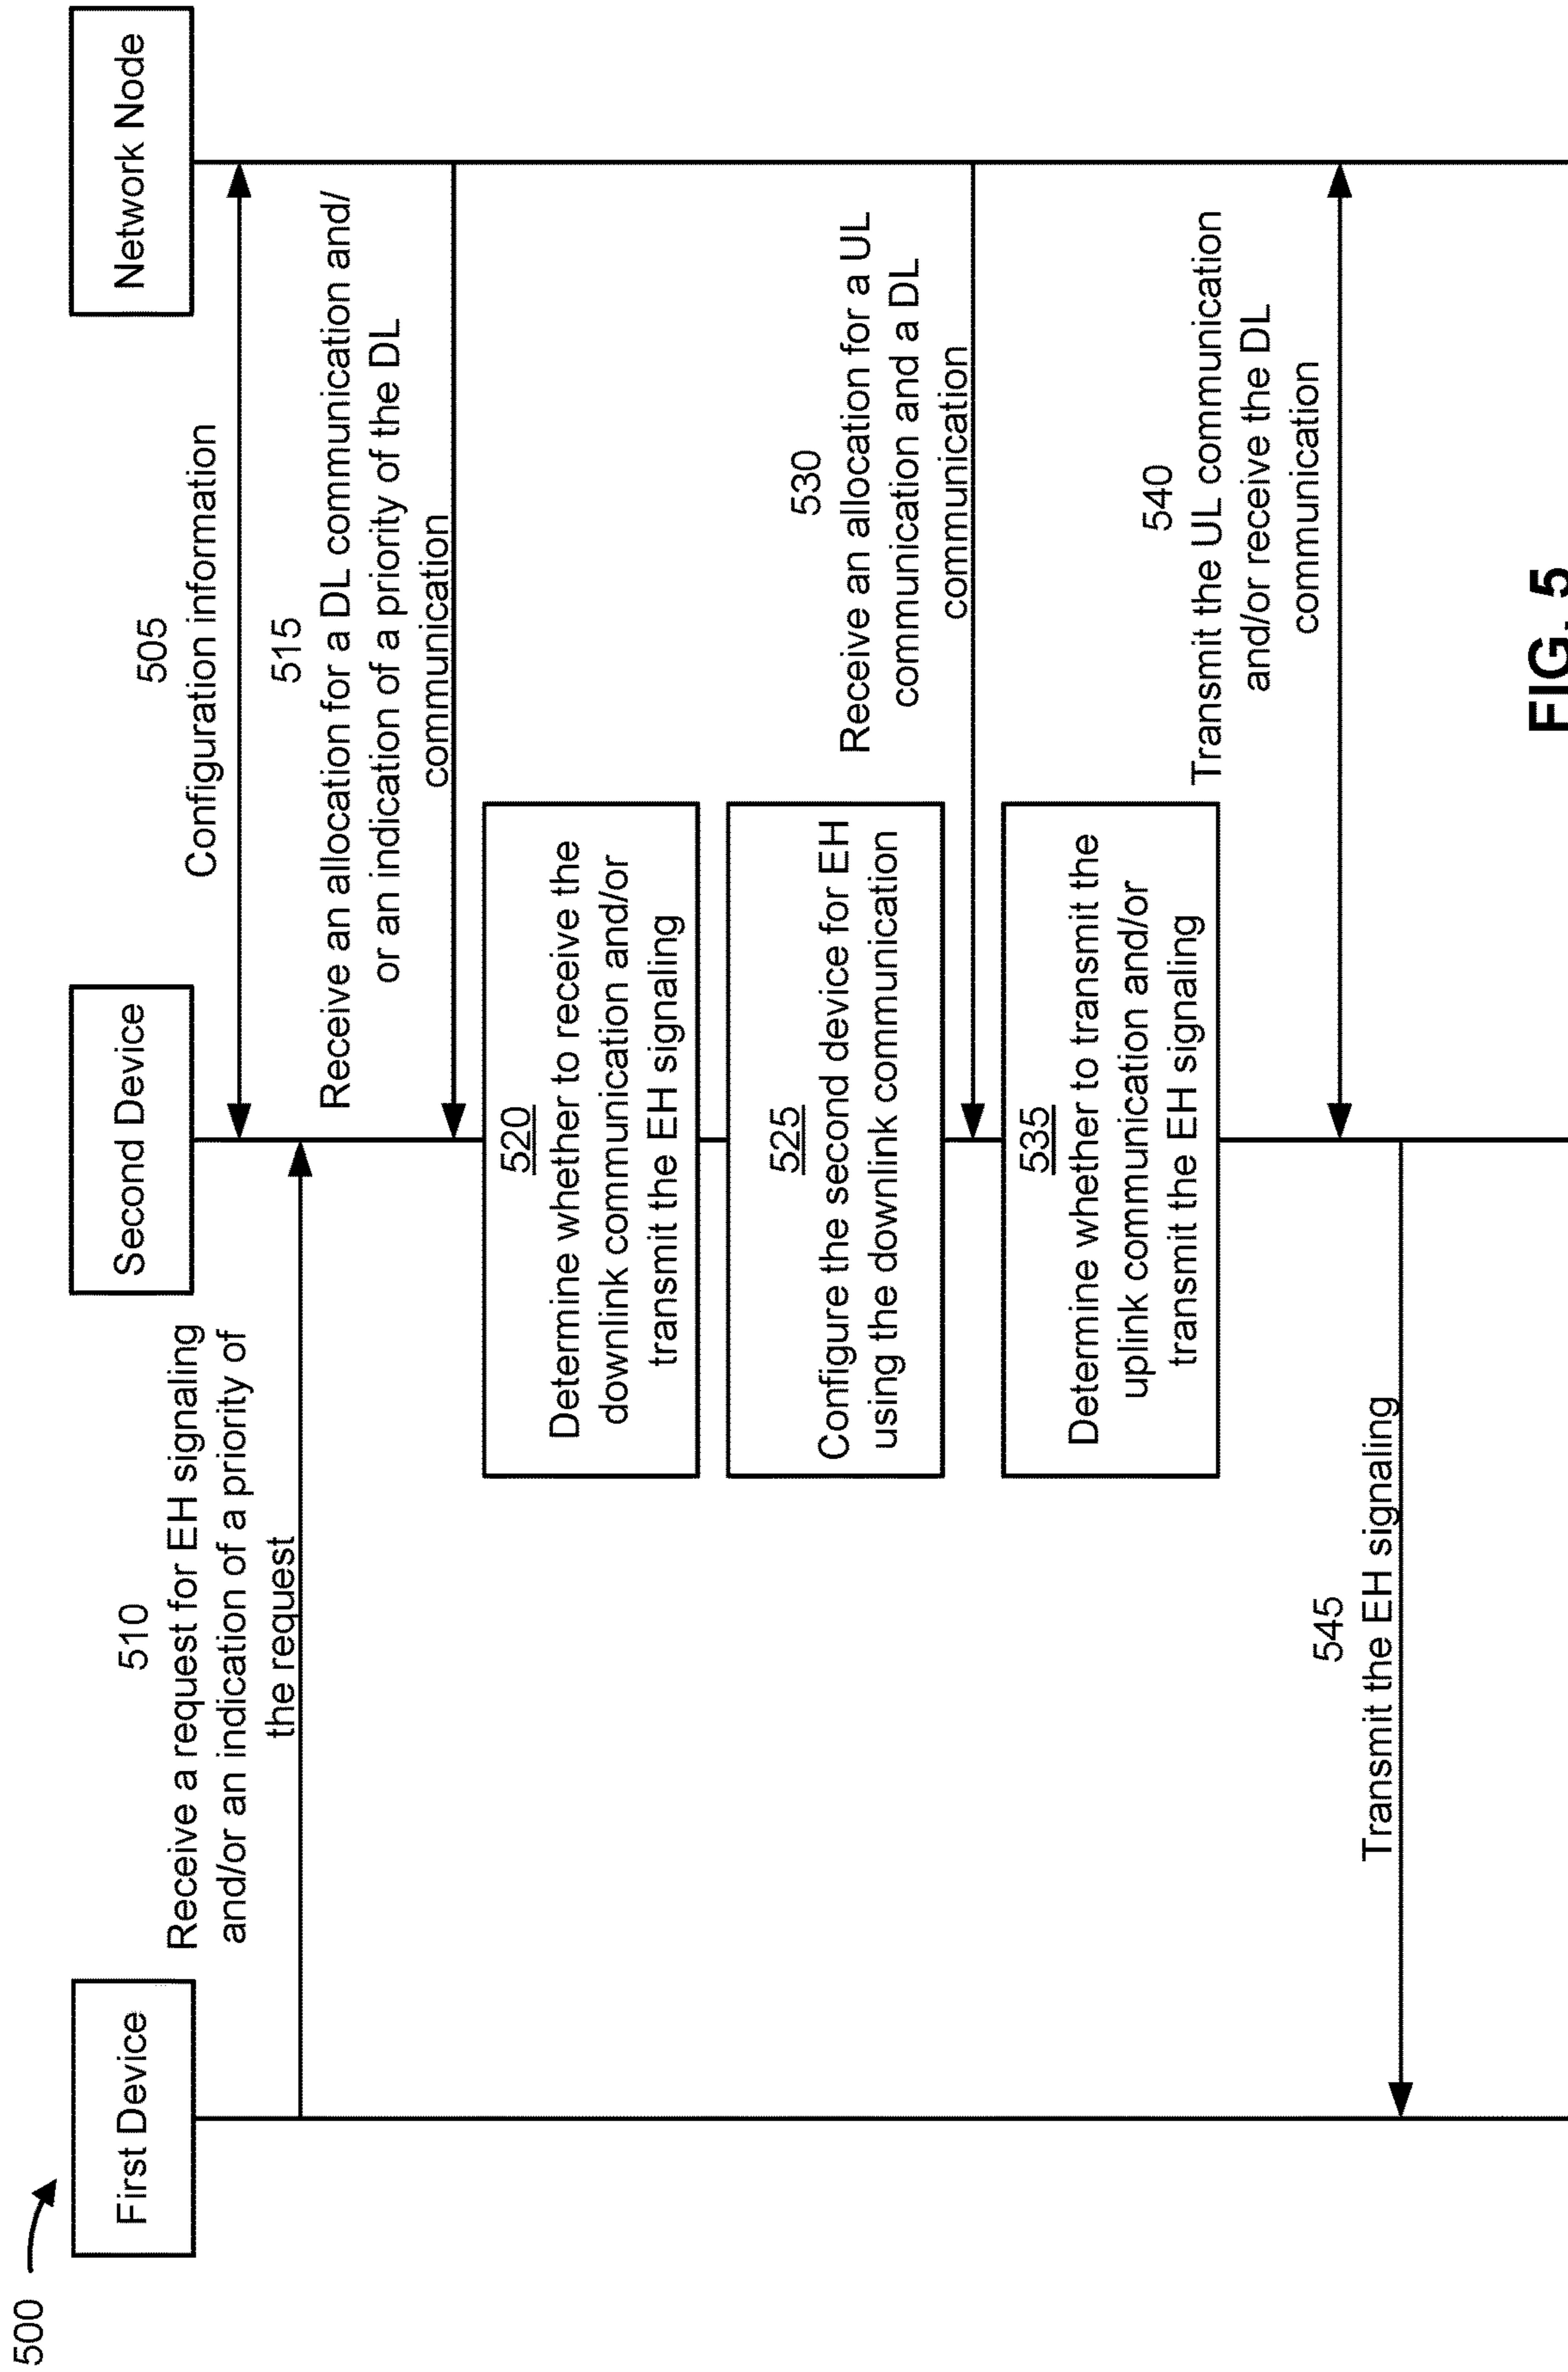 500
First Device
Second Device
Network Node
505
Configuration information
510
Receive a request for EH signaling
and/or an indication of a priority of
the request
515
Receive an allocation for a DL communication and/
or an indication of a priority of the DL
communication
520
Determine whether to receive the
downlink communication and/or
transmit the EH signaling
525
Configure the second device for EH
using the downlink communication
530
Receive an allocation for a UL
communication and a DL
communication
535
Determine whether to transmit the
uplink communication and/or
transmit the EH signaling
540
Transmit the UL communication
and/or receive the DL
communication
545
Transmit the EH signaling
FIG. 5